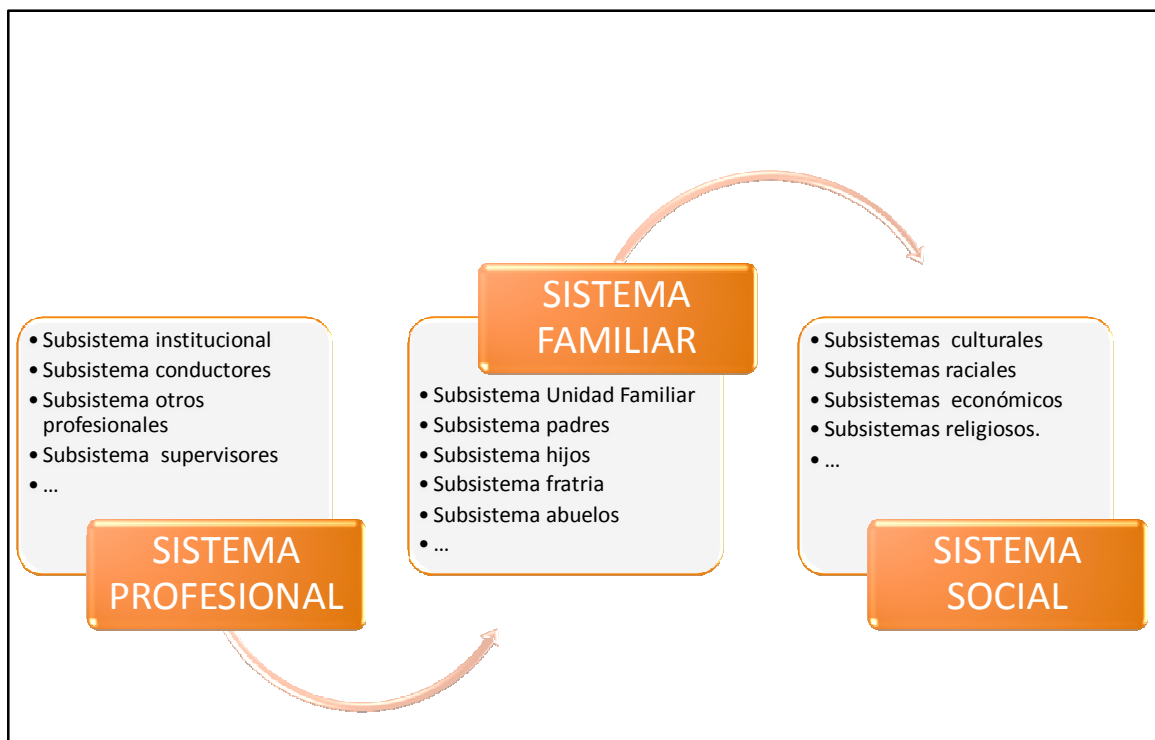 • Subsistema institucional
• Subsistema conductores
• Subsistema otros
profesionales
• Subsistema supervisores
• ...
SISTEMA
PROFESIONAL
SISTEMA
FAMILIAR
• Subsistema Unidad Familiar
• Subsistema padres
• Subsistema hijos
• Subsistema fratria
• Subsistema abuelos
• ...
• Subsistemas culturales
• Subsistemas raciales
• Subsistemas económicos
• Subsistemas religiosos.
• ...
SISTEMA
SOCIAL